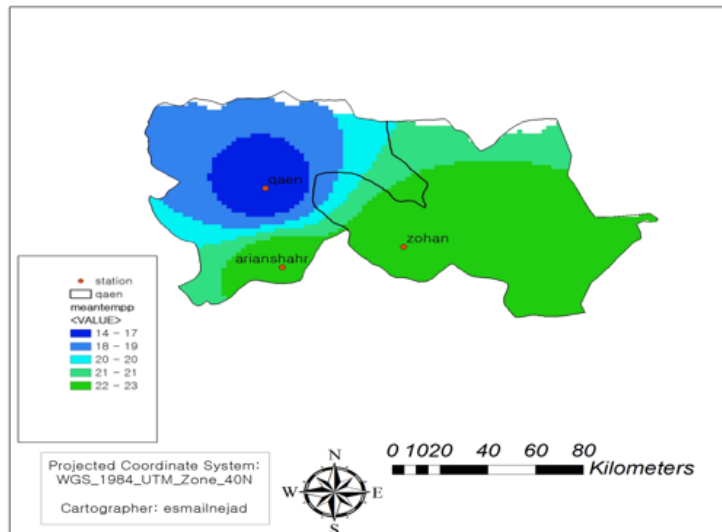 qaen
zohan
arianshahr
station
qaen
meantempp
<VALUE>
14 - 17
18 - 19
20 - 20
21 - 21
22 - 23
Projected Coordinate System:
WGS_1984_UTM_Zone_40N
Cartographer: esmailnejad
N
W
E
S
0 1020 40 60 80
Kilometers